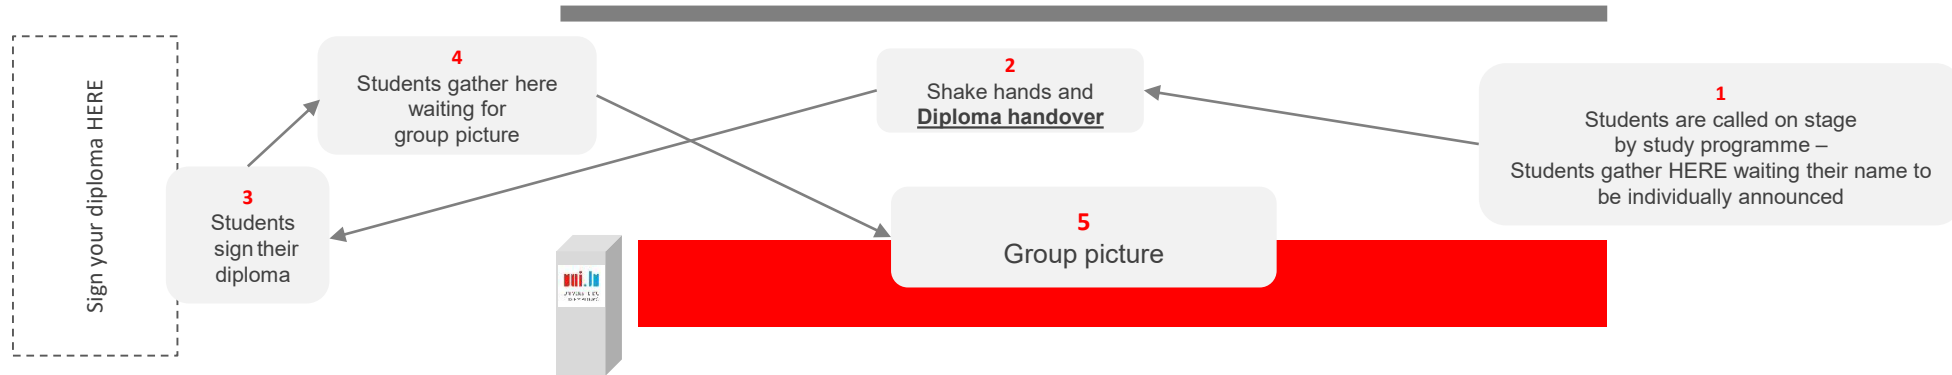 Sign your diploma HERE
4
Students gather here
waiting for
group picture
2
Shake hands and
Diploma handover
1
Students are called on stage
by study programme –
Students gather HERE waiting their name to
be individually announced
3
Students
sign their
diploma
5
Group picture
uni.lu